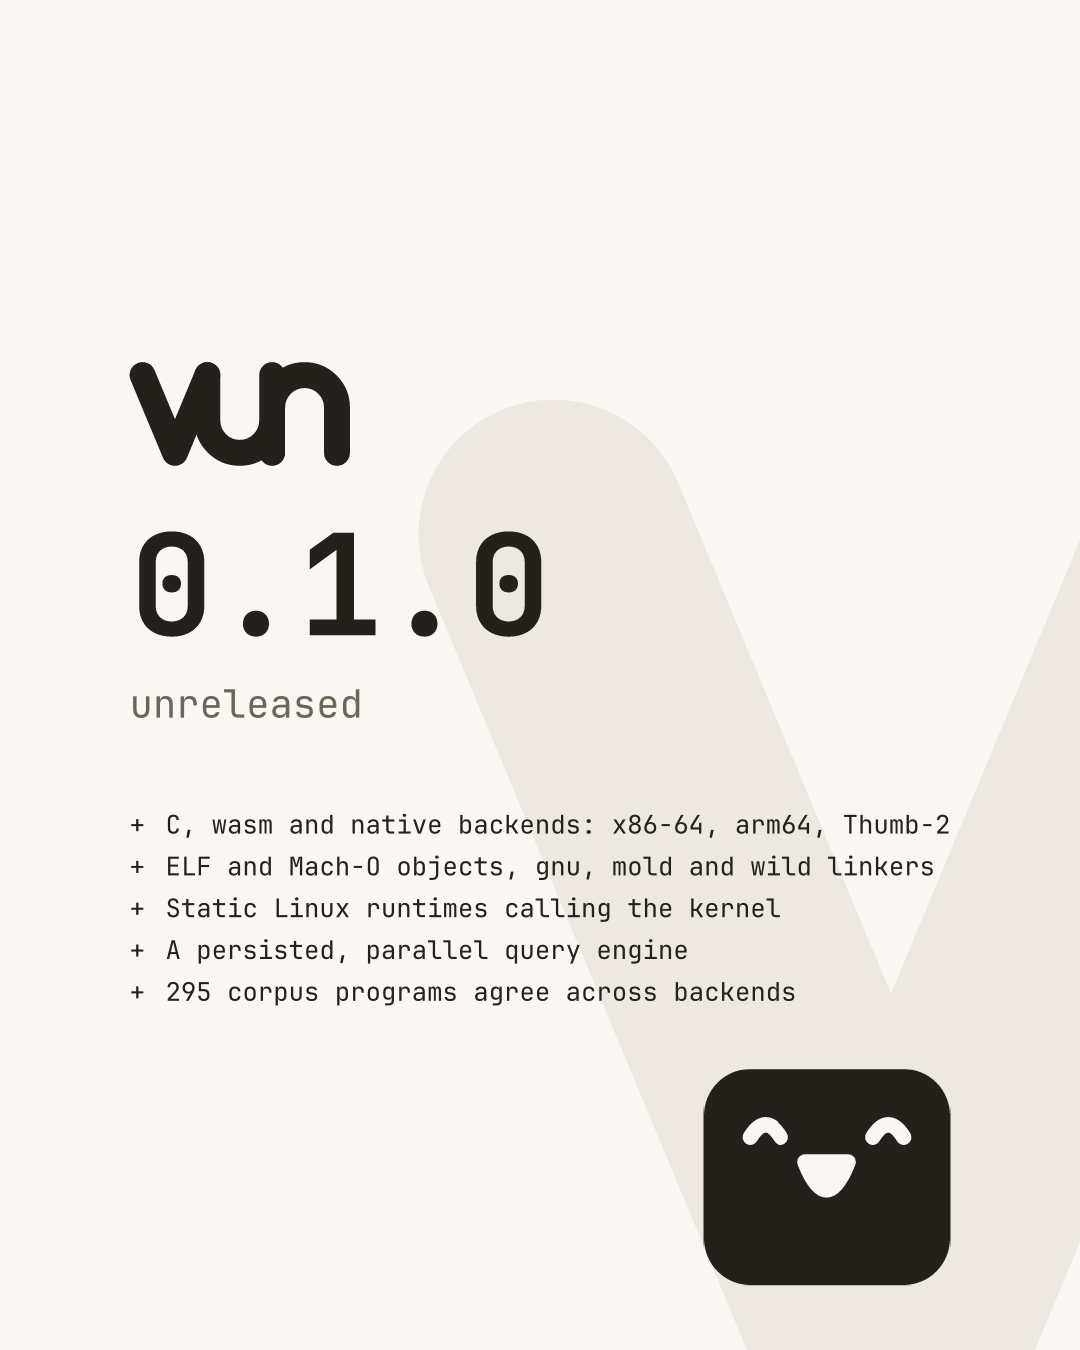 vun
0.1.0
unreleased
+ C, wasm and native backends: x86-64, arm64, Thumb-2
+ ELF and Mach-O objects, gnu, mold and wild linkers
+ Static Linux runtimes calling the kernel
+ A persisted, parallel query engine
+ 295 corpus programs agree across backends